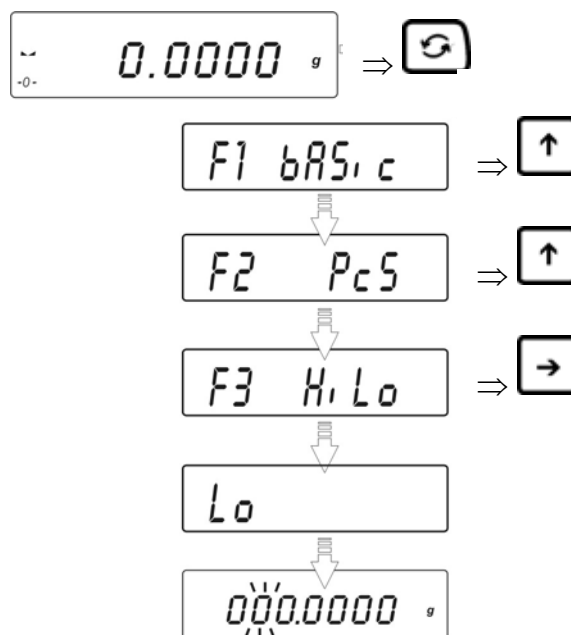 0.0000 g ⇒
-0-
F1 bASic ⇒ ↑
F2 PcS ⇒ ↑
F3 HiLo ⇒ →
Lo
000.0000 g